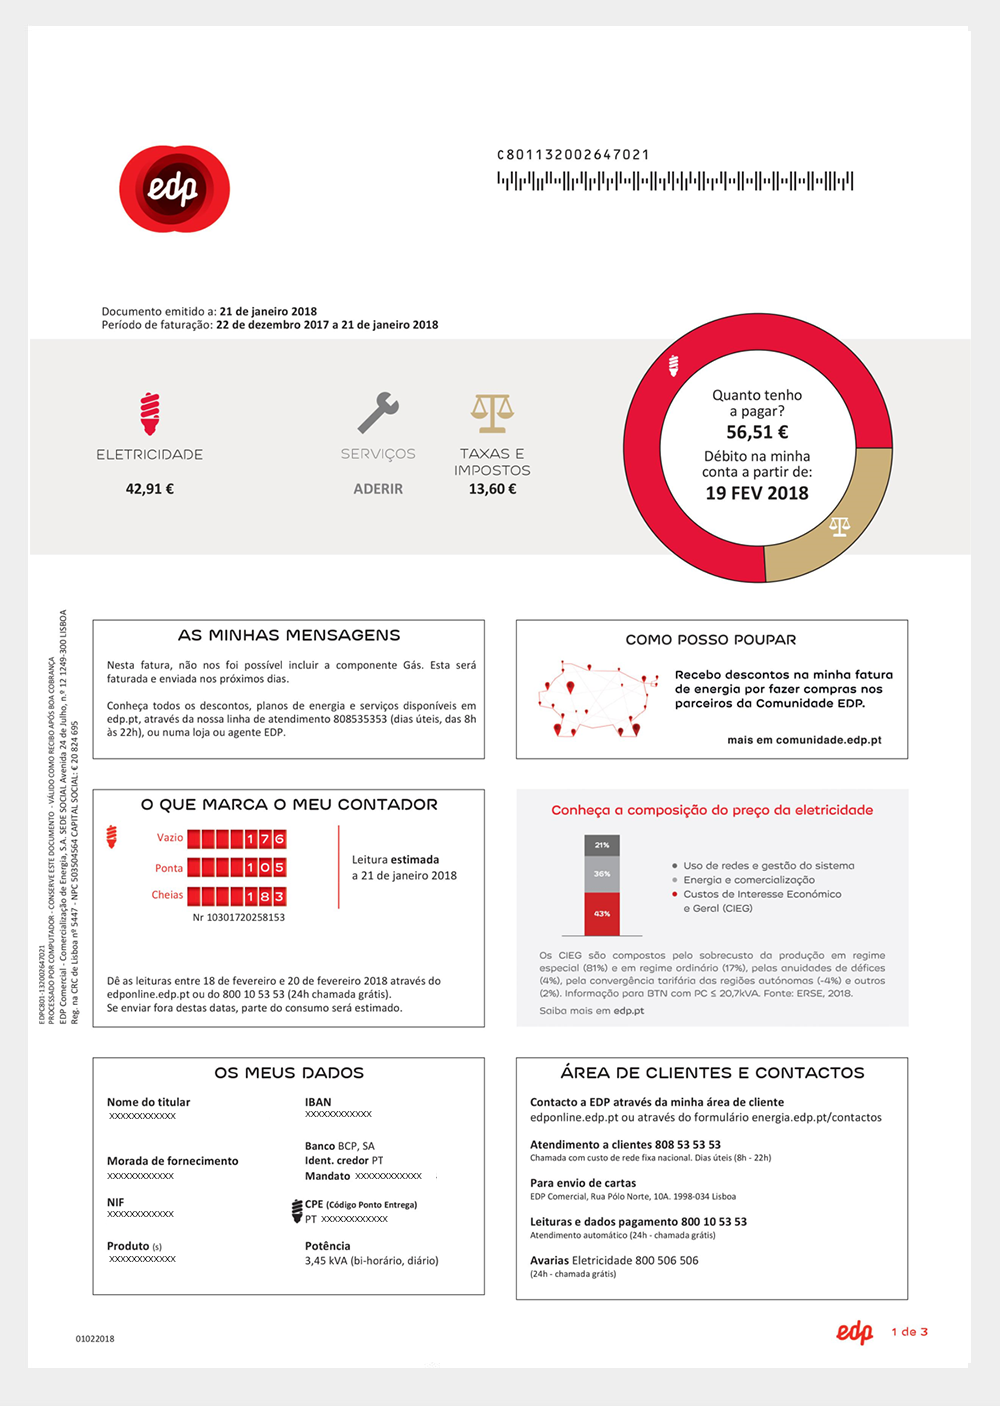 edp
C801132002647021
Documento emitido a: 21 de janeiro 2018
Período de faturação: 22 de dezembro 2017 a 21 de janeiro 2018
ELETRICIDADE
42,91 €
SERVIÇOS
ADERIR
TAXAS E
IMPOSTOS
13,60 €
Quanto tenho
a pagar?
56,51 €
Débito na minha
conta a partir de:
19 FEV 2018
EDPC801-132002647021
PROCESSADO POR COMPUTADOR - CONSERVE ESTE DOCUMENTO - VÁLIDO COMO RECIBO APÓS BOA COBRANÇA
EDP Comercial - Comercialização de Energia, S.A. SEDE SOCIAL Avenida 24 de Julho, n.º 12 1249-300 LISBOA
Reg. na CRC de Lisboa nº 5447 - NPC 503504564 CAPITAL SOCIAL: € 20 824 695
AS MINHAS MENSAGENS
Nesta fatura, não nos foi possível incluir a componente Gás. Esta será
faturada e enviada nos próximos dias.
Conheça todos os descontos, planos de energia e serviços disponíveis em
edp.pt, através da nossa linha de atendimento 808535353 (dias úteis, das 8h
às 22h), ou numa loja ou agente EDP.
COMO POSSO POUPAR
Recebo descontos na minha fatura
de energia por fazer compras nos
parceiros da Comunidade EDP.
mais em comunidade.edp.pt
O QUE MARCA O MEU CONTADOR
Vazio 176
Ponta 105
Cheias 183
Nr 10301720258153
Leitura estimada
a 21 de janeiro 2018
Dê as leituras entre 18 de fevereiro e 20 de fevereiro 2018 através do
edponline.edp.pt ou do 800 10 53 53 (24h chamada grátis).
Se enviar fora destas datas, parte do consumo será estimado.
Conheça a composição do preço da eletricidade
21%
36%
43%
Uso de redes e gestão do sistema
Energia e comercialização
Custos de Interesse Económico
e Geral (CIEG)
Os CIEG são compostos pelo sobrecusto da produção em regime
especial (81%) e em regime ordinário (17%), pelas anuidades de défices
(4%), pela convergência tarifária das regiões autónomas (-4%) e outros
(2%). Informação para BTN com PC ≤ 20,7kVA. Fonte: ERSE, 2018.
Saiba mais em edp.pt
OS MEUS DADOS
Nome do titular
XXXXXXXXXXXX
Morada de fornecimento
XXXXXXXXXXXX
NIF
XXXXXXXXXXXX
Produto (s)
XXXXXXXXXXXX
IBAN
XXXXXXXXXXXX
Banco BCP, SA
Ident. credor PT
Mandato XXXXXXXXXXXX
CPE (Código Ponto Entrega)
PT XXXXXXXXXXXX
Potência
3,45 kVA (bi-horário, diário)
ÁREA DE CLIENTES E CONTACTOS
Contacto a EDP através da minha área de cliente
edponline.edp.pt ou através do formulário energia.edp.pt/contactos
Atendimento a clientes 808 53 53 53
Chamada com custo de rede fixa nacional. Dias úteis (8h - 22h)
Para envio de cartas
EDP Comercial, Rua Pólo Norte, 10A. 1998-034 Lisboa
Leituras e dados pagamento 800 10 53 53
Atendimento automático (24h - chamada grátis)
Avarias Eletricidade 800 506 506
(24h - chamada grátis)
01022018
edp 1 de 3